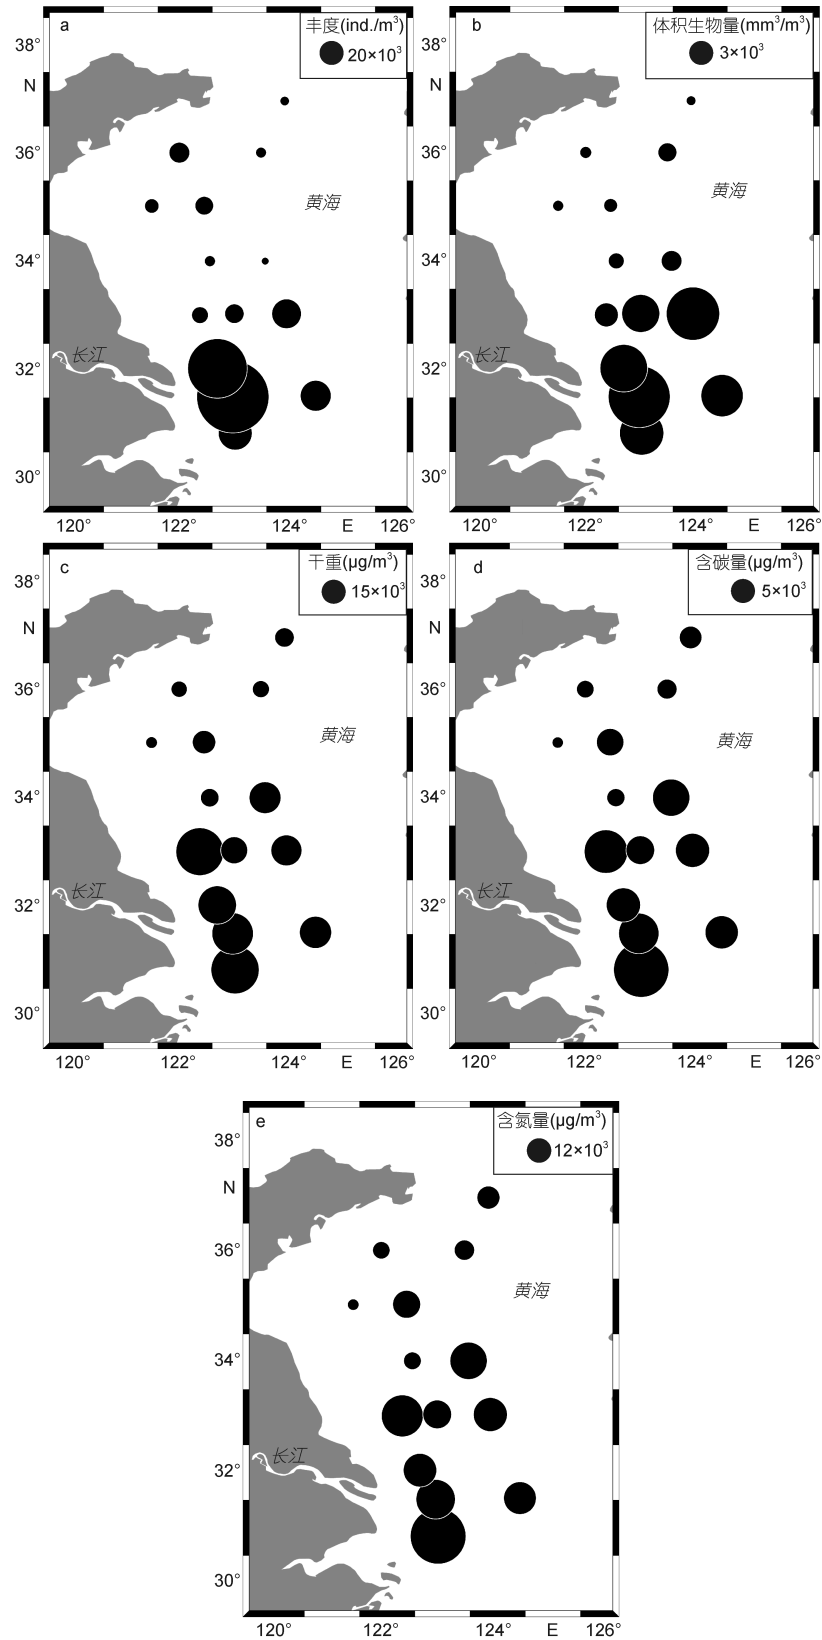 a
丰度(ind./m³)
20×10³
38°
N
36°
34°
32°
30°
黄海
长江
120°
122°
124°
E
126°
b
体积生物量(mm³/m³)
3×10³
38°
N
36°
34°
32°
30°
黄海
长江
120°
122°
124°
E
126°
c
干重(μg/m³)
15×10³
38°
N
36°
34°
32°
30°
黄海
长江
120°
122°
124°
E
126°
d
含碳量(μg/m³)
5×10³
38°
N
36°
34°
32°
30°
黄海
长江
120°
122°
124°
E
126°
e
含氮量(μg/m³)
12×10³
38°
N
36°
34°
32°
30°
黄海
长江
120°
122°
124°
E
126°